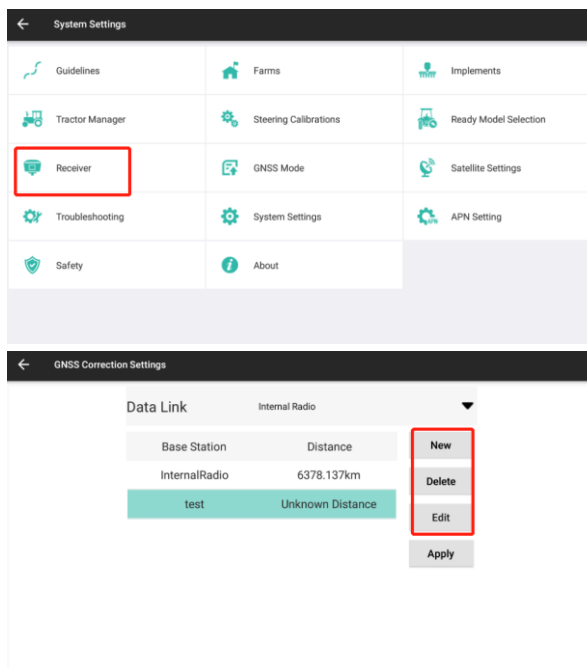 System Settings
Guidelines
Farms
Implements
Tractor Manager
Steering Calibrations
Ready Model Selection
Receiver
GNSS Mode
Satellite Settings
Troubleshooting
System Settings
APN Setting
Safety
About
GNSS Correction Settings
Data Link Internal Radio
Base Station Distance New
InternalRadio 6378.137km Delete
test Unknown Distance Edit
Apply